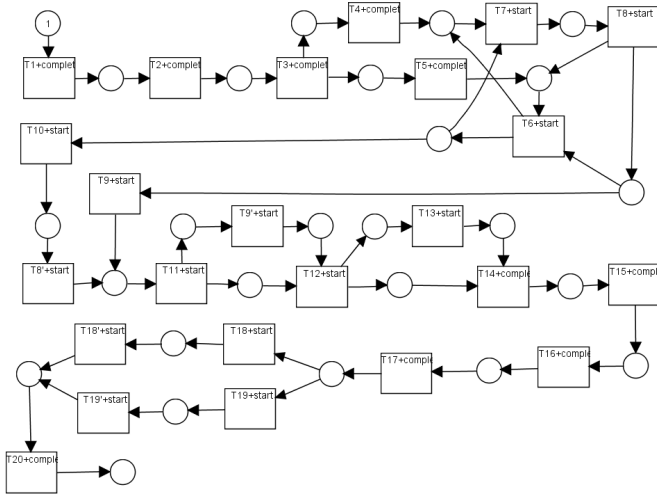 1
T4+complet
T7+start
T8+start
T1+complet
T2+complet
T3+complet
T5+complet
T6+start
T10+start
T9+start
T9'+start
T13+start
T8'+start
T11+start
T12+start
T14+comple
T15+comple
T18'+start
T18+start
T16+comple
T17+comple
T19'+start
T19+start
T20+comple